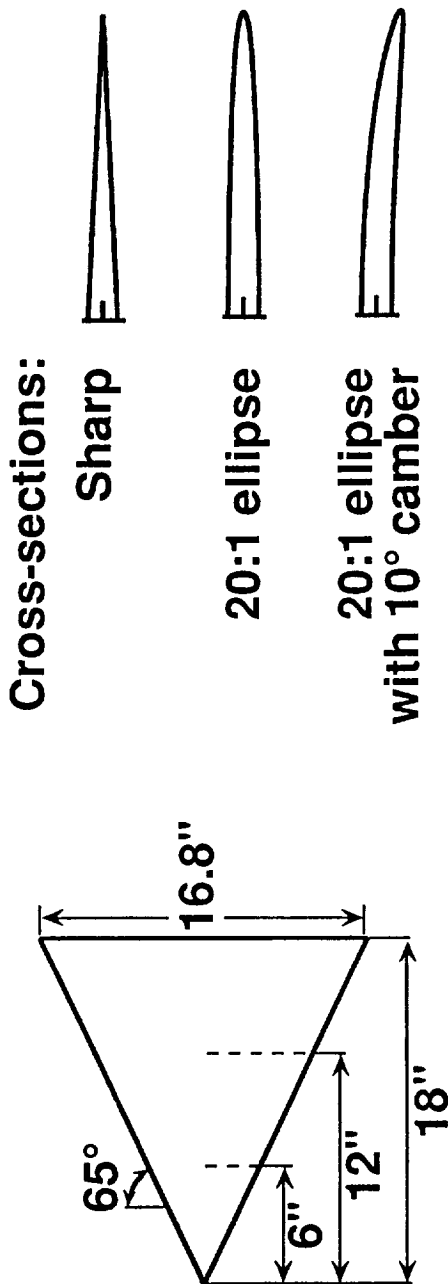 Cross-sections:
Sharp
20:1 ellipse
20:1 ellipse
with 10° camber
65°
16.8"
6"
12"
18"